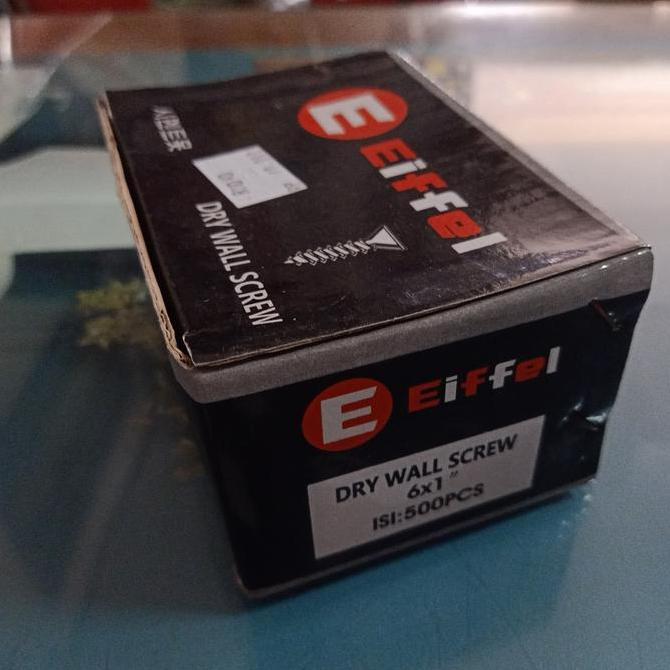 E Eiffel
DRY WALL SCREW
E Eiffel
DRY WALL SCREW
6x1"
ISI:500PCS